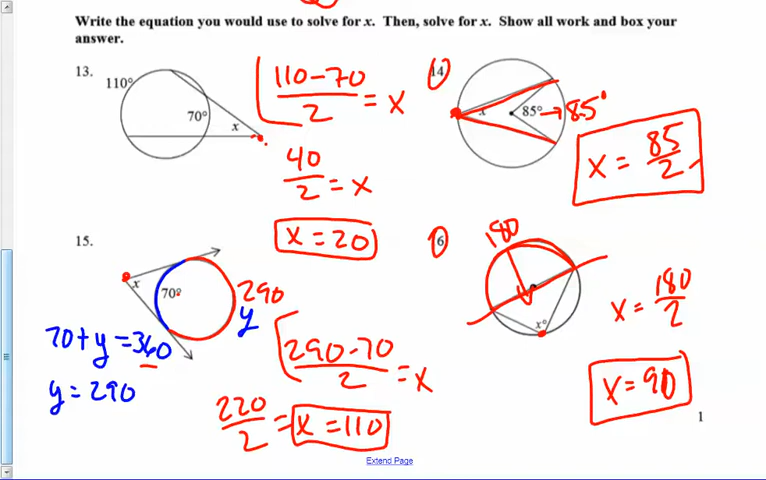 Write the equation you would use to solve for x. Then, solve for x. Show all work and box your
answer.
13.
110°
70°
x
110-70
2
= x
40
2
= x
x = 20
14
x
85°
→ 85°
x = 85
2
15.
x
70°
290
y
70 + y = 360
y = 290
290-70
2
= x
220
2
= x = 110
16
180
x°
x = 180
2
x = 90
1
Extend Page